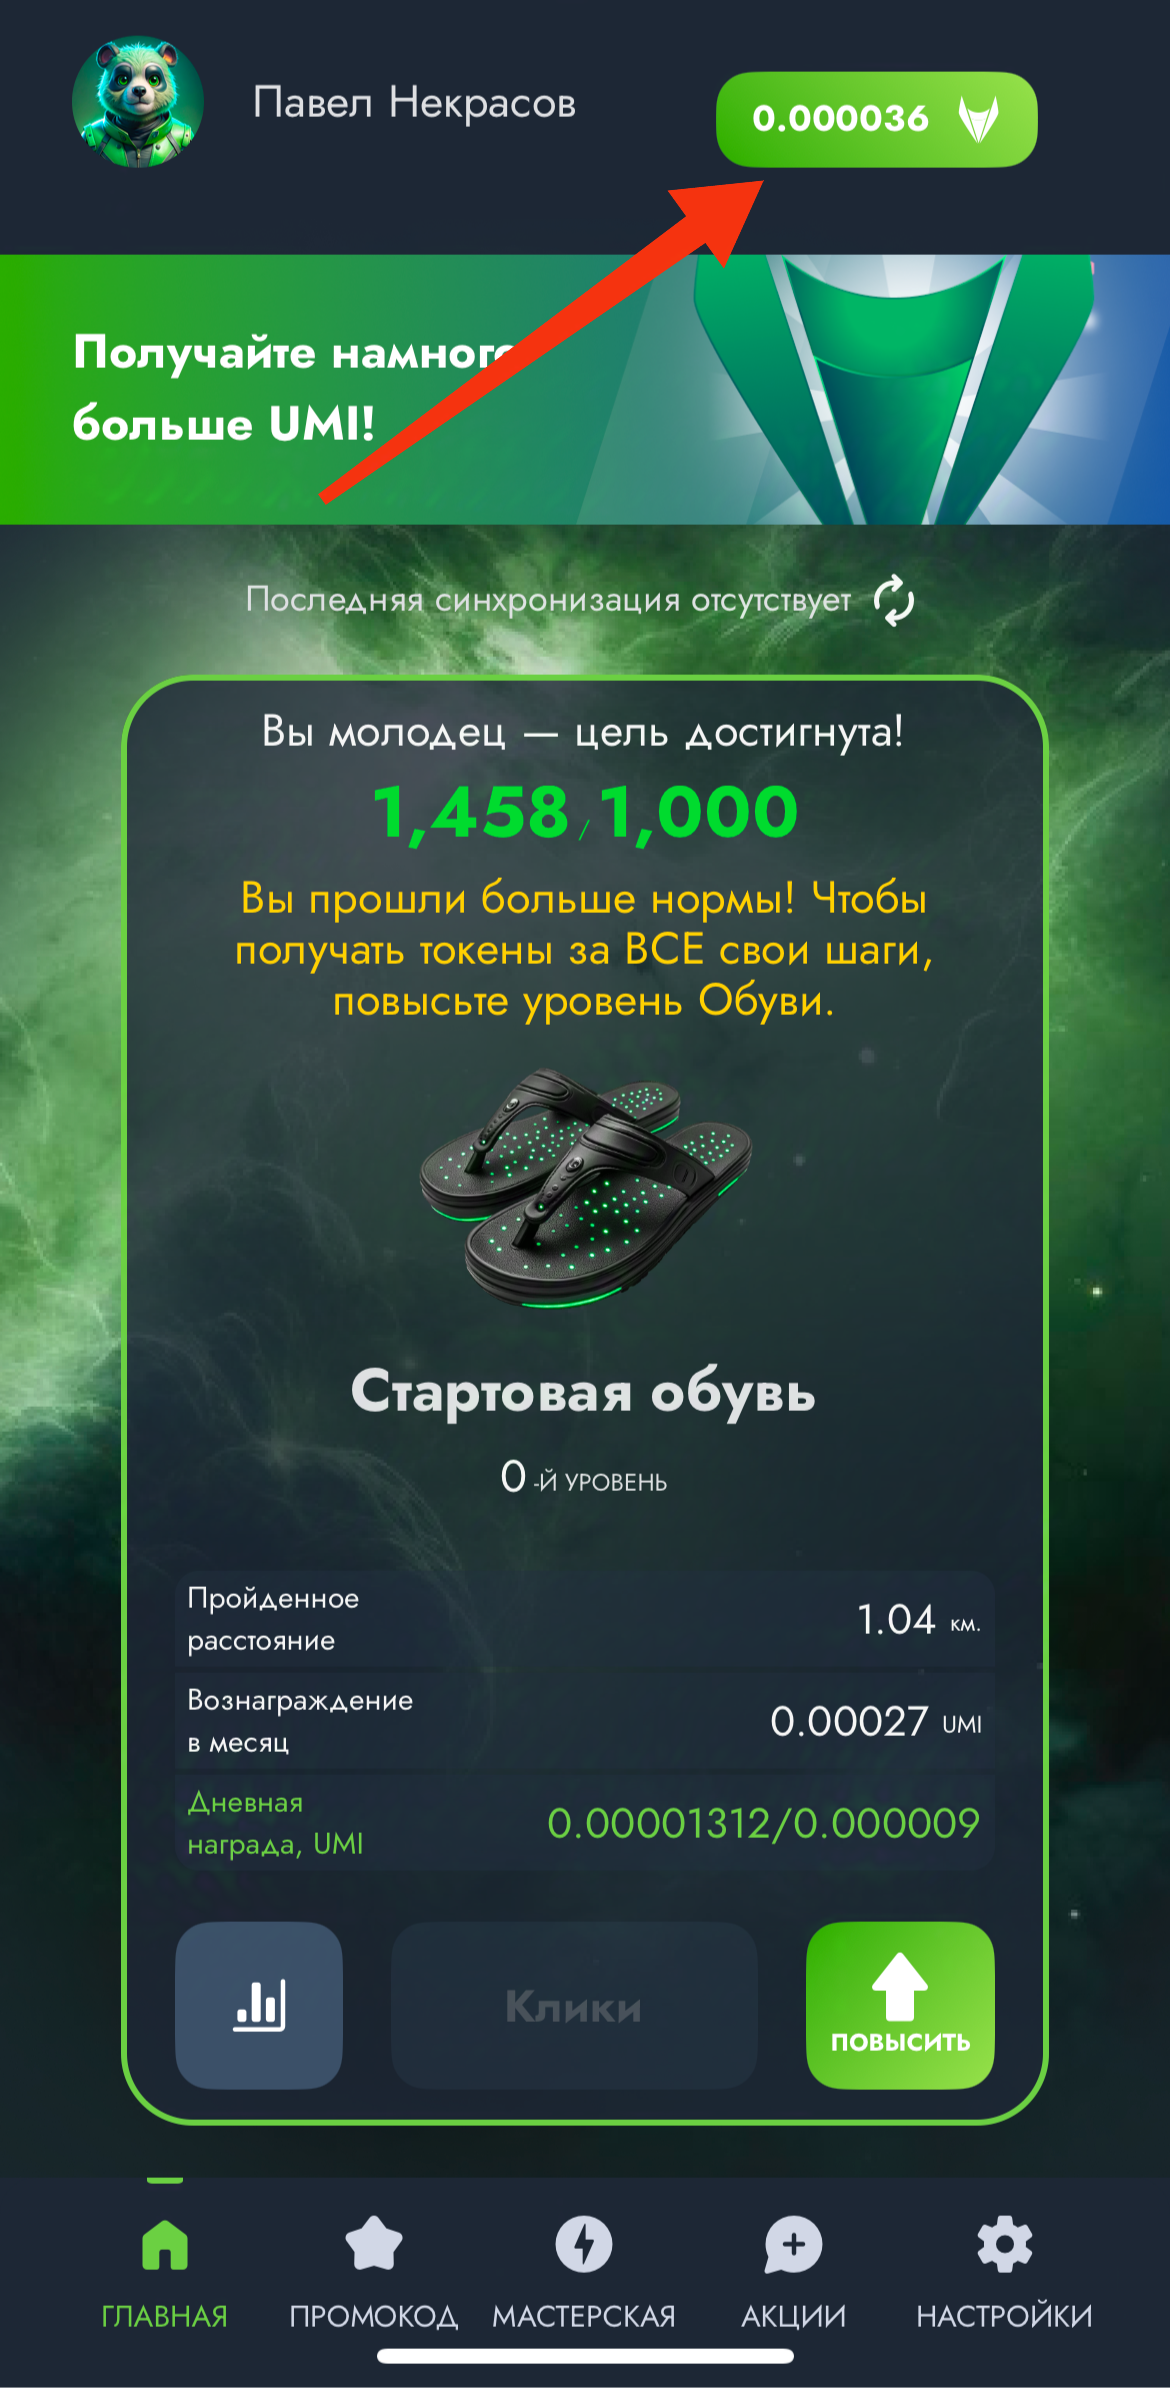 Павел Некрасов
0.000036
Получайте намного
больше UMI!
Последняя синхронизация отсутствует
Вы молодец — цель достигнута!
1,458 / 1,000
Вы прошли больше нормы! Чтобы
получать токены за ВСЕ свои шаги,
повысьте уровень Обуви.
Стартовая обувь
0 -Й УРОВЕНЬ
Пройденное
расстояние
1.04 км.
Вознаграждение
в месяц
0.00027 UMI
Дневная
награда, UMI
0.00001312/0.000009
Клики
ПОВЫСИТЬ
ГЛАВНАЯ
ПРОМОКОД
МАСТЕРСКАЯ
АКЦИИ
НАСТРОЙКИ